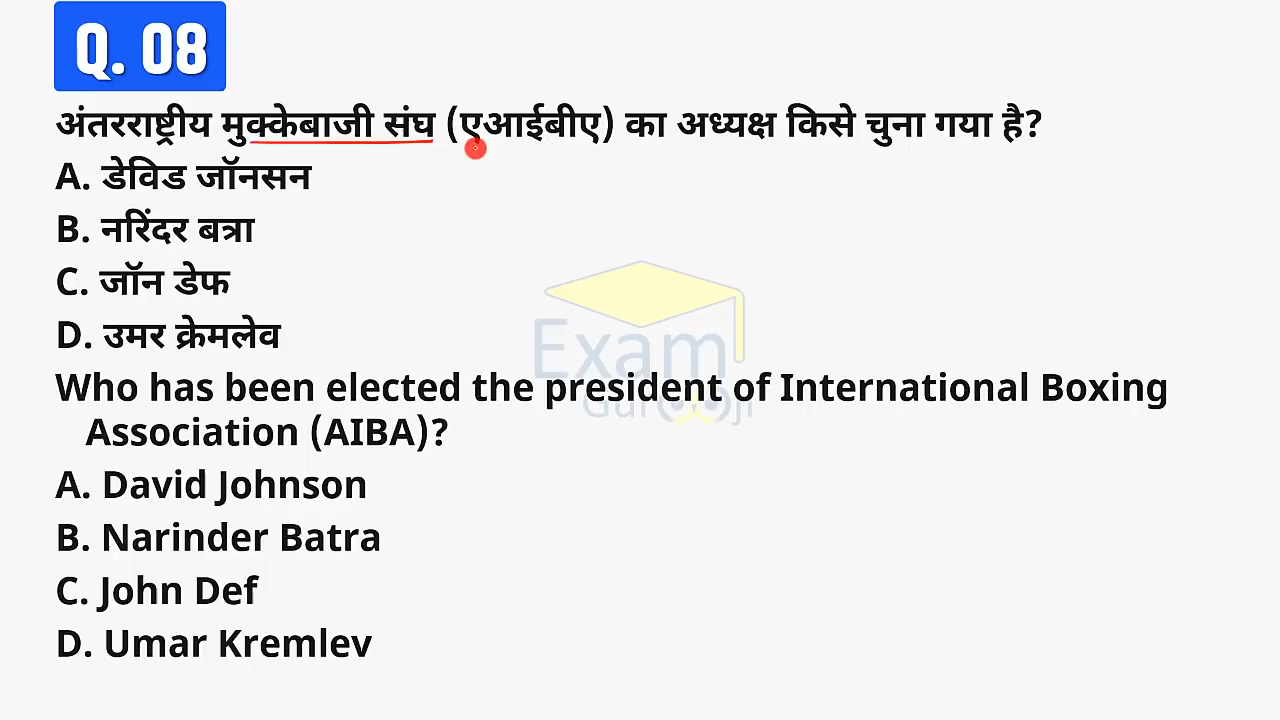 Q. 08
अंतरराष्ट्रीय मुक्केबाजी संघ (एआईबीए) का अध्यक्ष किसे चुना गया है?
A. डेविड जॉनसन
B. नरिंदर बत्रा
C. जॉन डेफ
D. उमर क्रेमलेव
Who has been elected the president of International Boxing
Association (AIBA)?
A. David Johnson
B. Narinder Batra
C. John Def
D. Umar Kremlev
Exam
Guruji